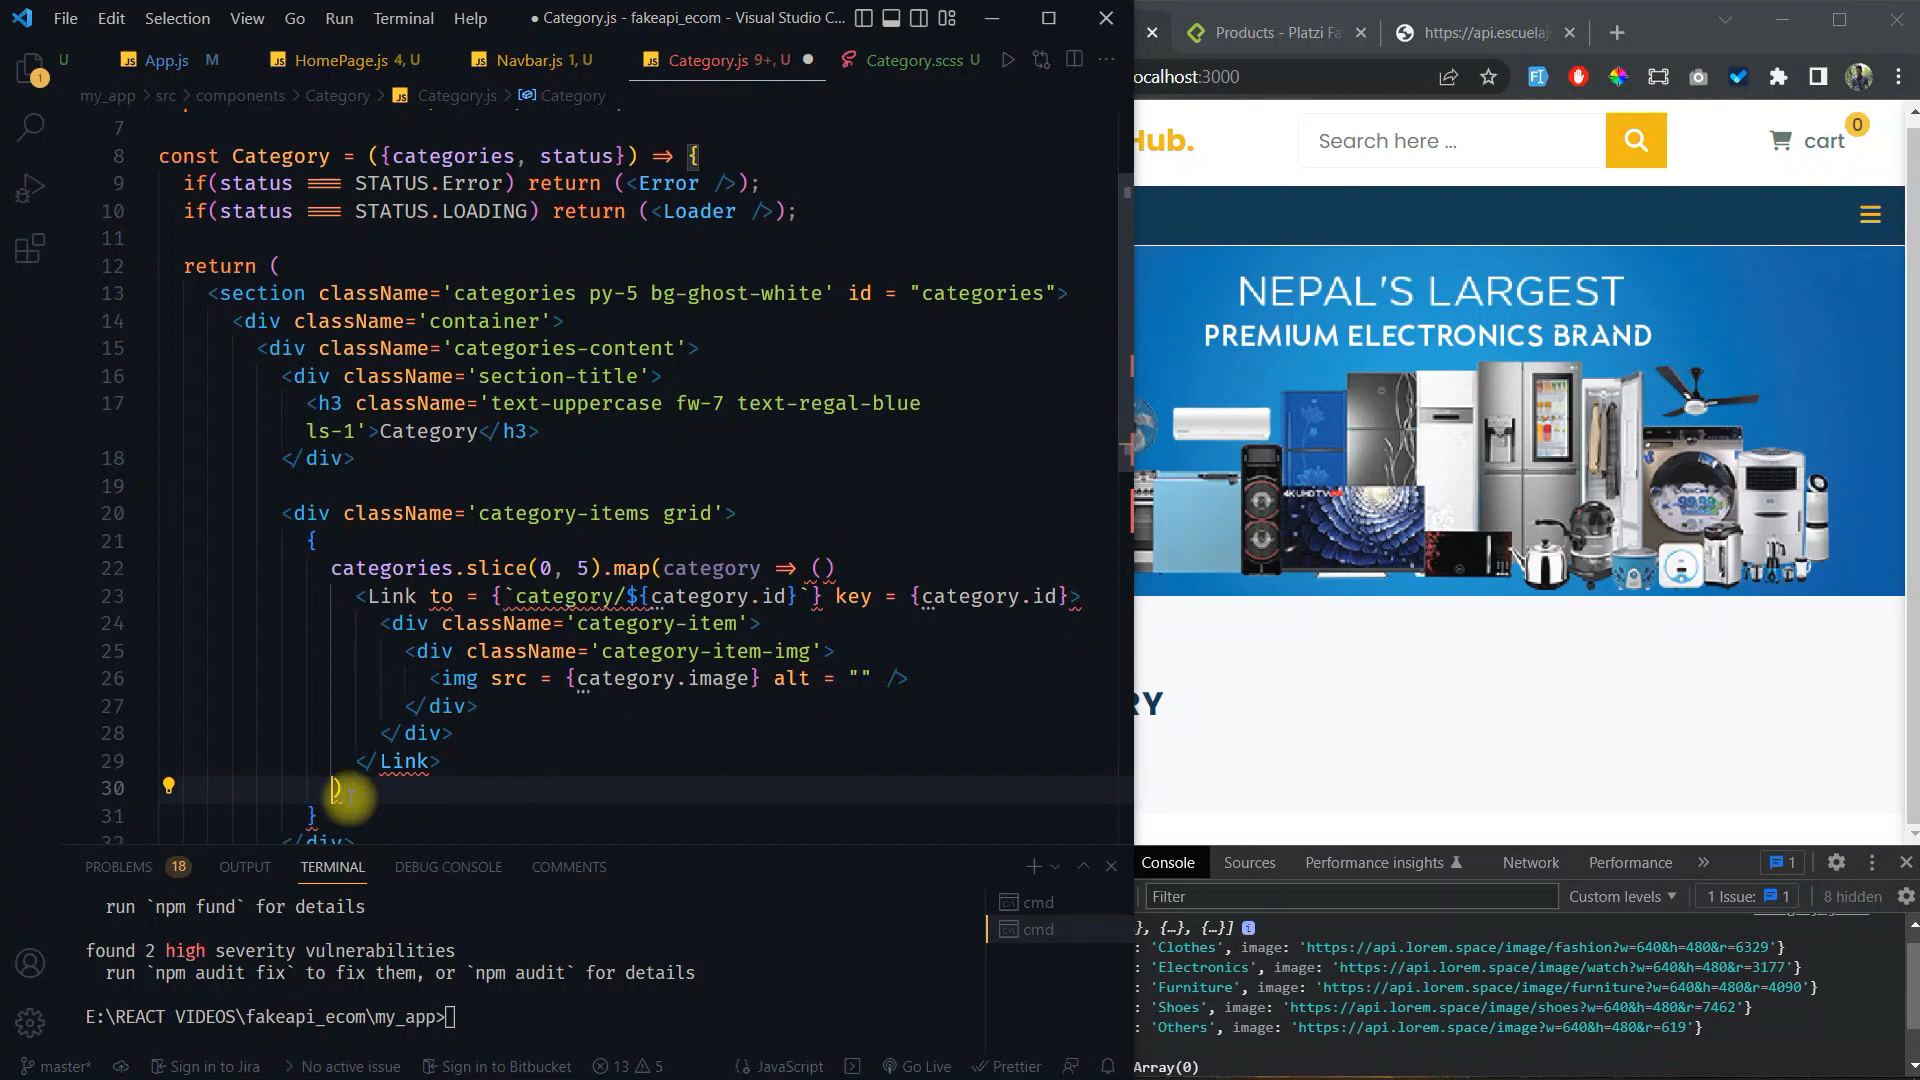 File Edit Selection View Go Run Terminal Help
● Category.js - fakeapi_ecom - Visual Studio C...
U
JS App.js M
JS HomePage.js 4, U
JS Navbar.js 1, U
JS Category.js 9+, U ●
Category.scss U
my_app > src > components > Category > JS Category.js > Category
7
8 const Category = ({categories, status}) => {
9 if(status === STATUS.Error) return (<Error />);
10 if(status === STATUS.LOADING) return (<Loader />);
11
12 return (
13 <section className='categories py-5 bg-ghost-white' id = "categories">
14 <div className='container'>
15 <div className='categories-content'>
16 <div className='section-title'>
17 <h3 className='text-uppercase fw-7 text-regal-blue
ls-1'>Category</h3>
18 </div>
19
20 <div className='category-items grid'>
21 {
22 categories.slice(0, 5).map(category => ()
23 <Link to = {`category/${category.id}`} key = {category.id}>
24 <div className='category-item'>
25 <div className='category-item-img'>
26 <img src = {category.image} alt = "" />
27 </div>
28 </div>
29 </Link>
30 )
31 }
32 </div>
PROBLEMS 18 OUTPUT TERMINAL DEBUG CONSOLE COMMENTS
run `npm fund` for details
found 2 high severity vulnerabilities
run `npm audit fix` to fix them, or `npm audit` for details
E:\REACT VIDEOS\fakeapi_ecom\my_app>
cmd
cmd
1
master* Sign in to Jira No active issue Sign in to Bitbucket 13 5 JavaScript Go Live Prettier
Products - Platzi Fa
https://api.escuelaj
ocalhost:3000
Hub.
Search here ...
cart 0
NEPAL'S LARGEST
PREMIUM ELECTRONICS BRAND
4K UHD TV
RY
Console Sources Performance insights Network Performance » 1
Filter Custom levels 1 Issue: 1 8 hidden
}, {…}, {…}] i
: 'Clothes', image: 'https://api.lorem.space/image/fashion?w=640&h=480&r=6329'}
: 'Electronics', image: 'https://api.lorem.space/image/watch?w=640&h=480&r=3177'}
: 'Furniture', image: 'https://api.lorem.space/image/furniture?w=640&h=480&r=4090'}
: 'Shoes', image: 'https://api.lorem.space/image/shoes?w=640&h=480&r=7462'}
: 'Others', image: 'https://api.lorem.space/image?w=640&h=480&r=619'}
Array(0)